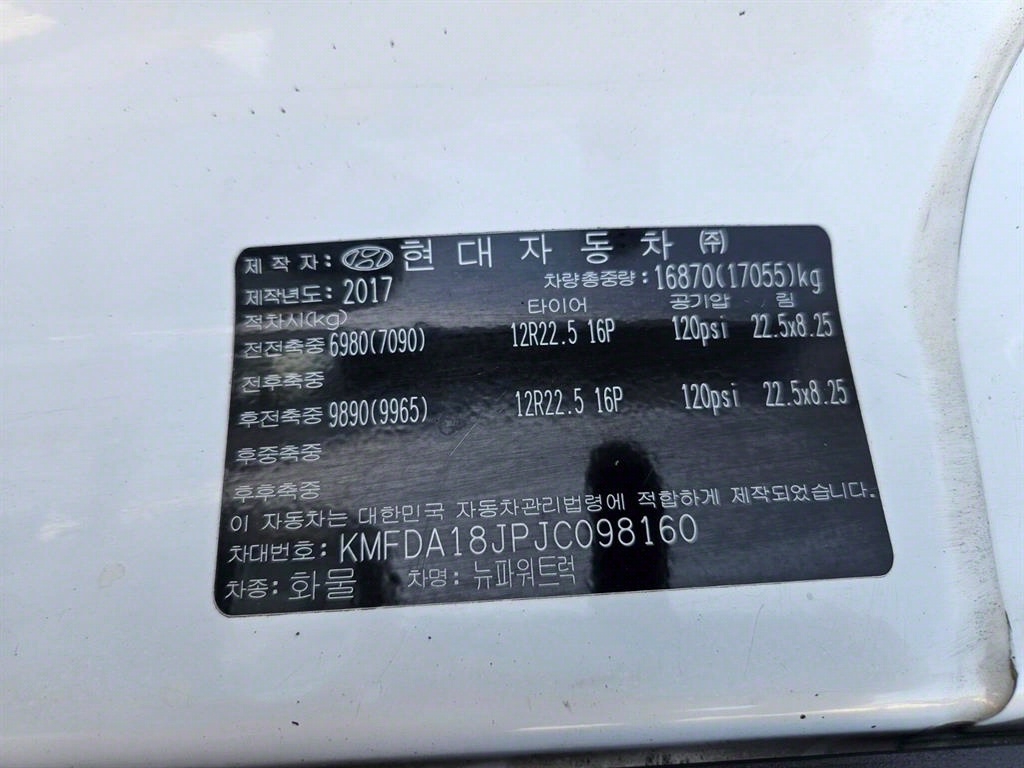 제 작 자: 현 대 자 동 차 ㈜
제작년도: 2017 차량총중량: 16870(17055)kg
적차시(kg) 타이어 공기압 림
전전축중 6980(7090) 12R22.5 16P 120psi 22.5x8.25
전후축중
후전축중 9890(9965) 12R22.5 16P 120psi 22.5x8.25
후중축중
후후축중
이 자동차는 대한민국 자동차관리법령에 적합하게 제작되었습니다.
차대번호: KMFDA18JPJC098160
차종: 화 물 차명: 뉴파워트럭